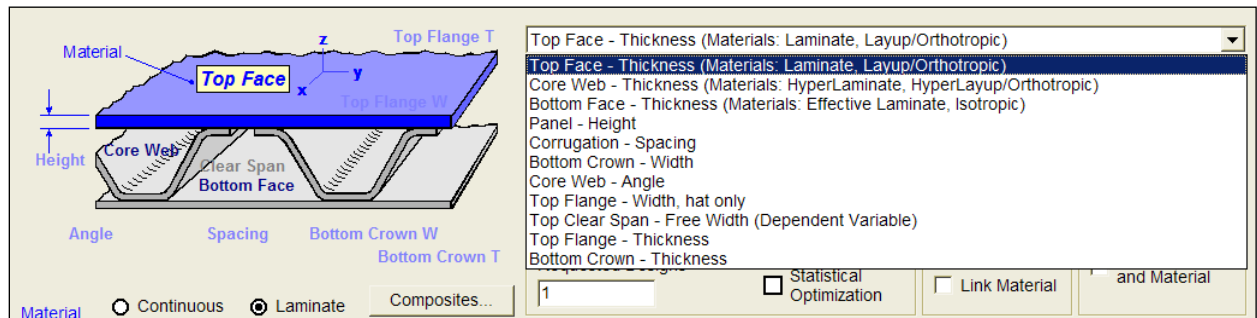 Material
z
Top Flange T
Top Face
y
x
Top Flange W
Height
Core Web
Clear Span
Bottom Face
Angle
Spacing
Bottom Crown W
Bottom Crown T
Top Face - Thickness (Materials: Laminate, Layup/Orthotropic)
Top Face - Thickness (Materials: Laminate, Layup/Orthotropic)
Core Web - Thickness (Materials: HyperLaminate, HyperLayup/Orthotropic)
Bottom Face - Thickness (Materials: Effective Laminate, Isotropic)
Panel - Height
Corrugation - Spacing
Bottom Crown - Width
Core Web - Angle
Top Flange - Width, hat only
Top Clear Span - Free Width (Dependent Variable)
Top Flange - Thickness
Bottom Crown - Thickness
Requested Designs
1
Statistical
Optimization
Link Material
and Material
Material
Continuous
Laminate
Composites...